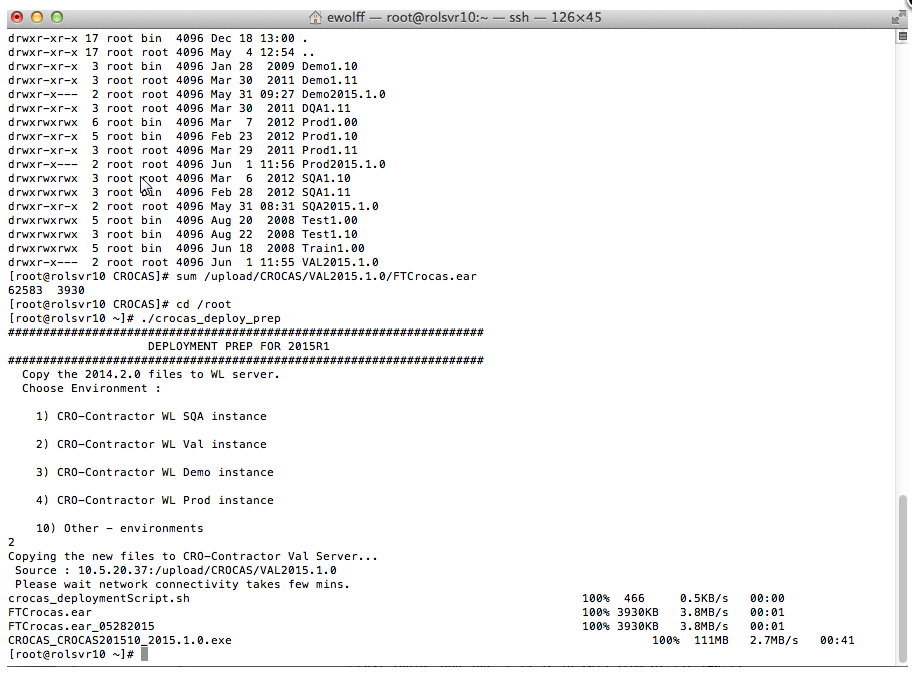 ewolff — root@rolsvr10:~ — ssh — 126×45
drwxr-xr-x 17 root bin  4096 Dec 18 13:00 .
drwxr-xr-x 17 root root 4096 May  4 12:54 ..
drwxr-xr-x  3 root bin  4096 Jan 28  2009 Demo1.10
drwxr-xr-x  3 root root 4096 Mar 30  2011 Demo1.11
drwxr-x---  2 root root 4096 May 31 09:27 Demo2015.1.0
drwxr-xr-x  3 root root 4096 Mar 30  2011 DQA1.11
drwxrwxrwx  6 root bin  4096 Mar  7  2012 Prod1.00
drwxr-xr-x  5 root bin  4096 Feb 23  2012 Prod1.10
drwxr-xr-x  3 root root 4096 Mar 29  2011 Prod1.11
drwxr-x---  2 root root 4096 Jun  1 11:56 Prod2015.1.0
drwxrwxrwx  3 root root 4096 Mar  6  2012 SQA1.10
drwxrwxrwx  3 root bin  4096 Feb 28  2012 SQA1.11
drwxr-xr-x  2 root root 4096 May 31 08:31 SQA2015.1.0
drwxrwxrwx  5 root bin  4096 Aug 20  2008 Test1.00
drwxrwxrwx  3 root bin  4096 Aug 22  2008 Test1.10
drwxrwxrwx  5 root bin  4096 Jun 18  2008 Train1.00
drwxr-x---  2 root root 4096 Jun  1 11:55 VAL2015.1.0
[root@rolsvr10 CROCAS]# sum /upload/CROCAS/VAL2015.1.0/FTCrocas.ear
62583  3930
[root@rolsvr10 CROCAS]# cd /root
[root@rolsvr10 ~]# ./crocas_deploy_prep
####################################################################
DEPLOYMENT PREP FOR 2015R1
####################################################################
Copy the 2014.2.0 files to WL server.
Choose Environment :
1) CRO-Contractor WL SQA instance
2) CRO-Contractor WL Val instance
3) CRO-Contractor WL Demo instance
4) CRO-Contractor WL Prod instance
10) Other - environments
2
Copying the new files to CRO-Contractor Val Server...
Source : 10.5.20.37:/upload/CROCAS/VAL2015.1.0
Please wait network connectivity takes few mins.
crocas_deploymentScript.sh 100% 466 0.5KB/s 00:00
FTCrocas.ear 100% 3930KB 3.8MB/s 00:01
FTCrocas.ear_05282015 100% 3930KB 3.8MB/s 00:01
CROCAS_CROCAS201510_2015.1.0.exe 100% 111MB 2.7MB/s 00:41
[root@rolsvr10 ~]#